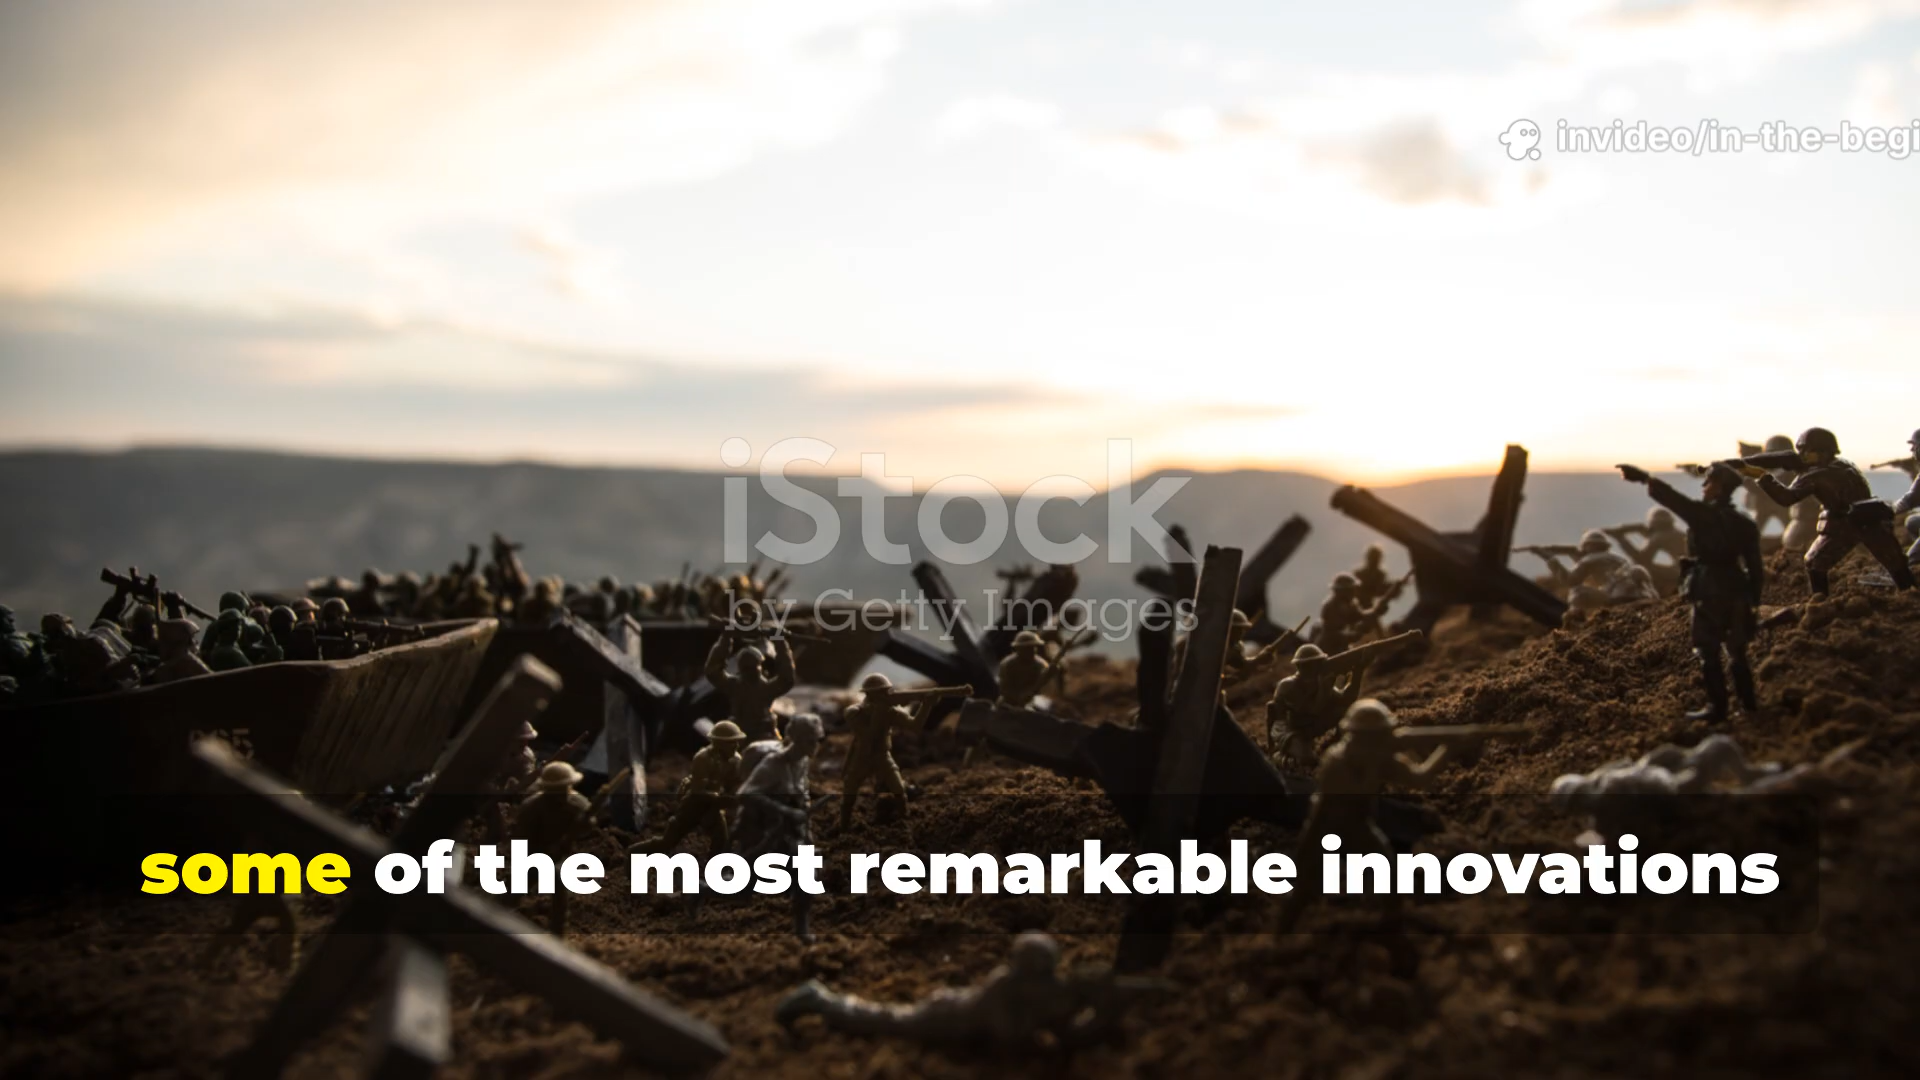 invideo/in-the-begi
iStock
by Getty Images
some of the most remarkable innovations